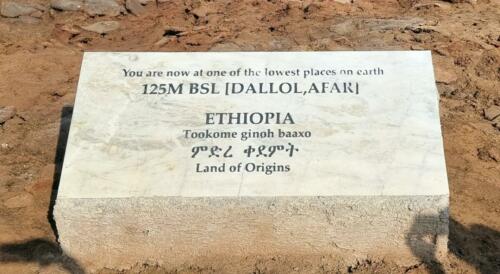 You are now at one of the lowest places on earth
125M BSL [DALLOL,AFAR]
ETHIOPIA
Tookome ginoh baaxo
ምድረ ቀደምት
Land of Origins